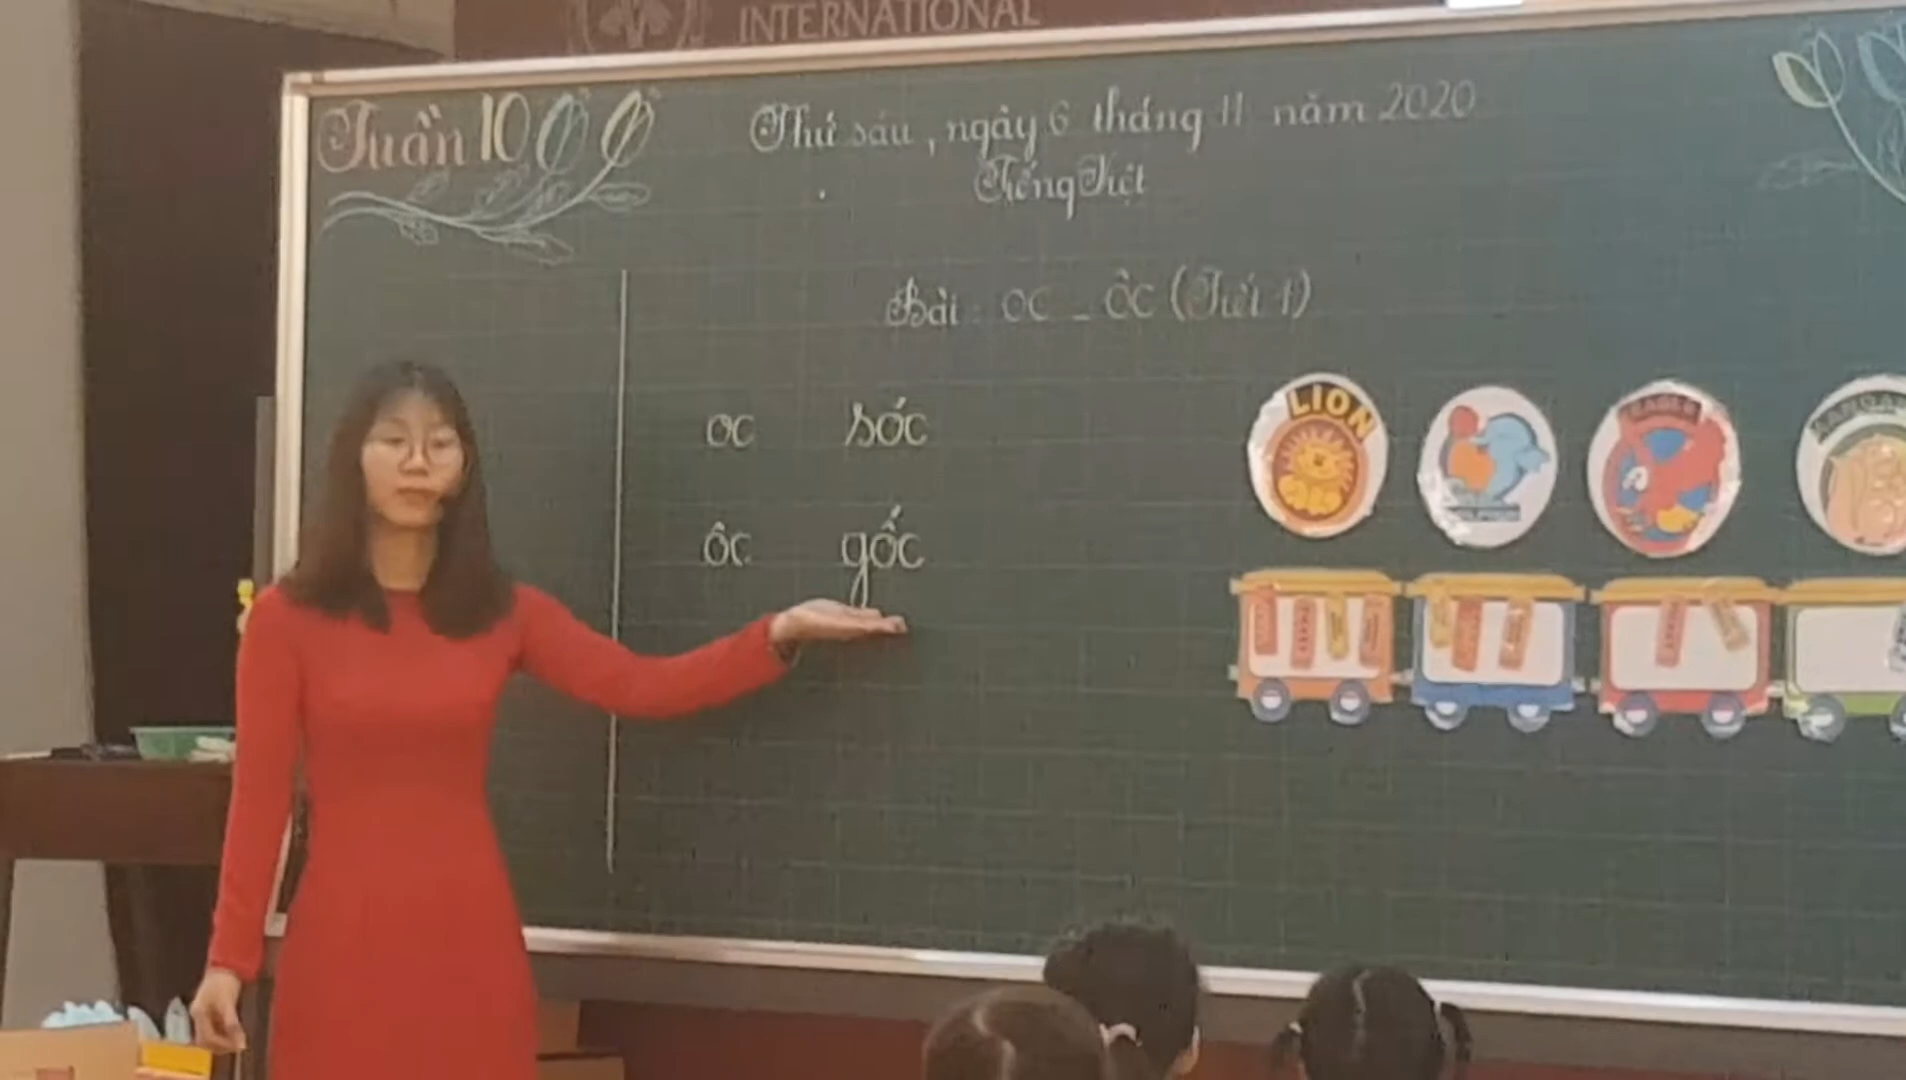 INTERNATIONAL
Tuần 10
Thứ sáu, ngày 6 tháng 11 năm 2020
Tiếng Việt
Bài: oc - ôc (Tiết 1)
oc sóc
ôc gốc
LION
EAGLE